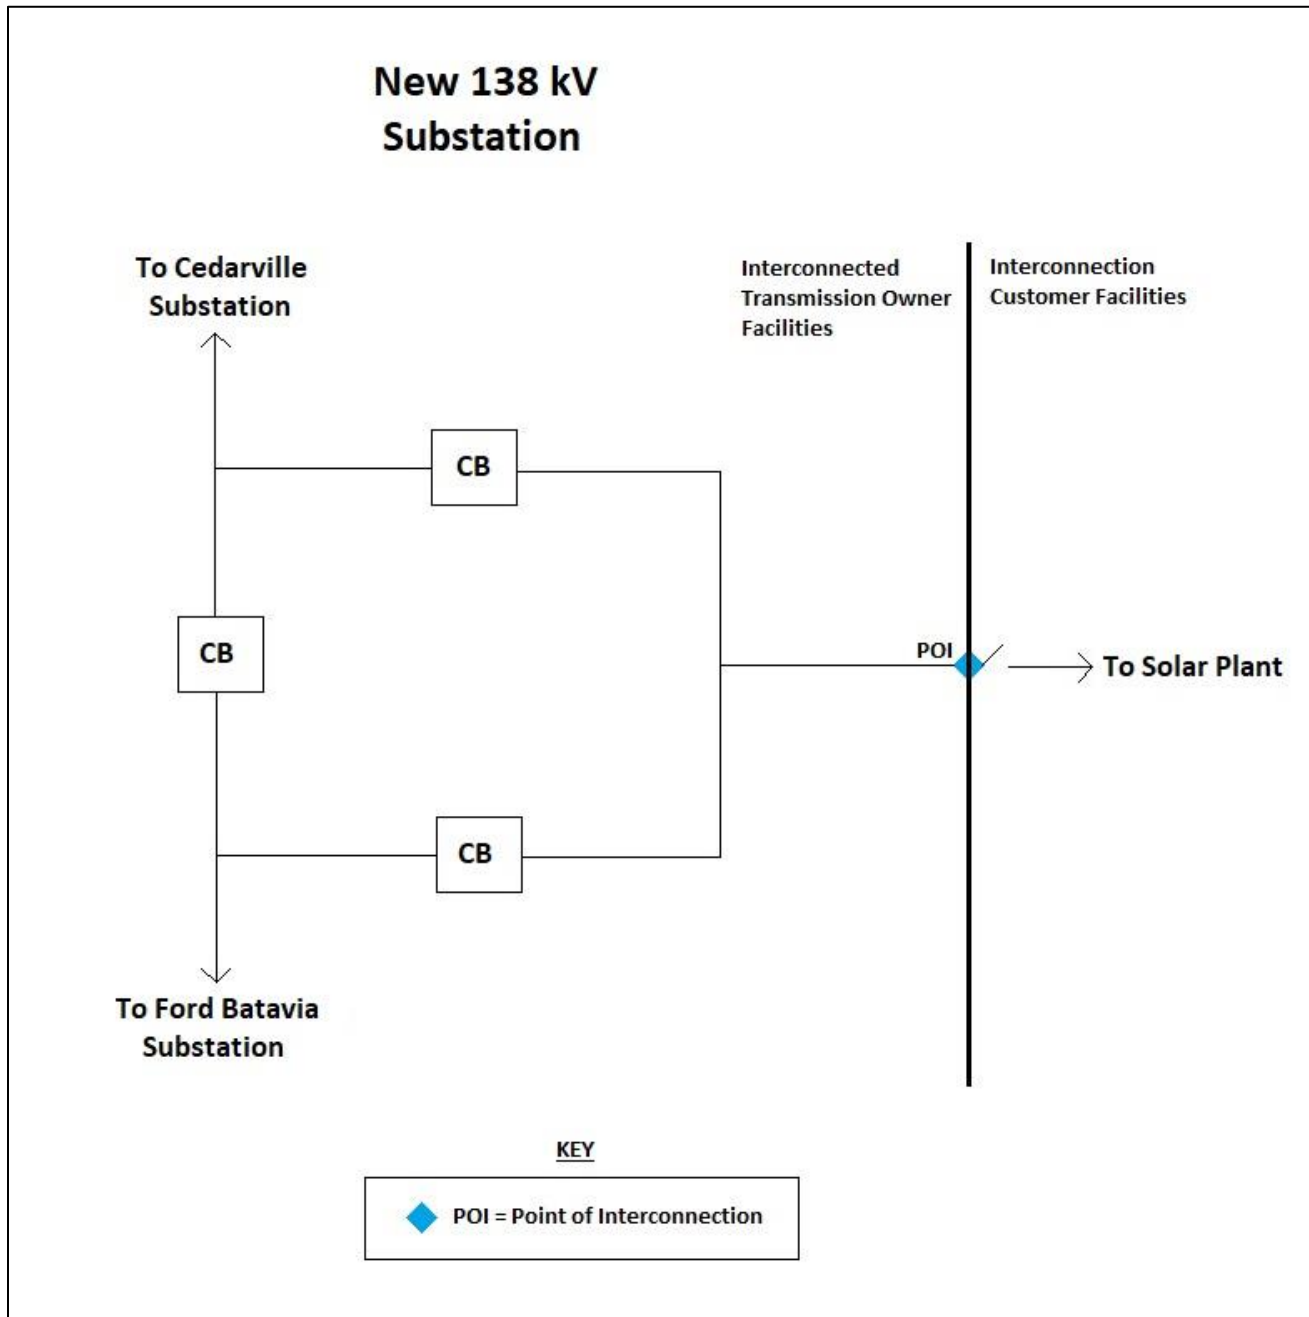 New 138 kV
Substation
To Cedarville
Substation
Interconnected
Transmission Owner
Facilities
Interconnection
Customer Facilities
CB
CB
POI
To Solar Plant
CB
To Ford Batavia
Substation
KEY
POI = Point of Interconnection